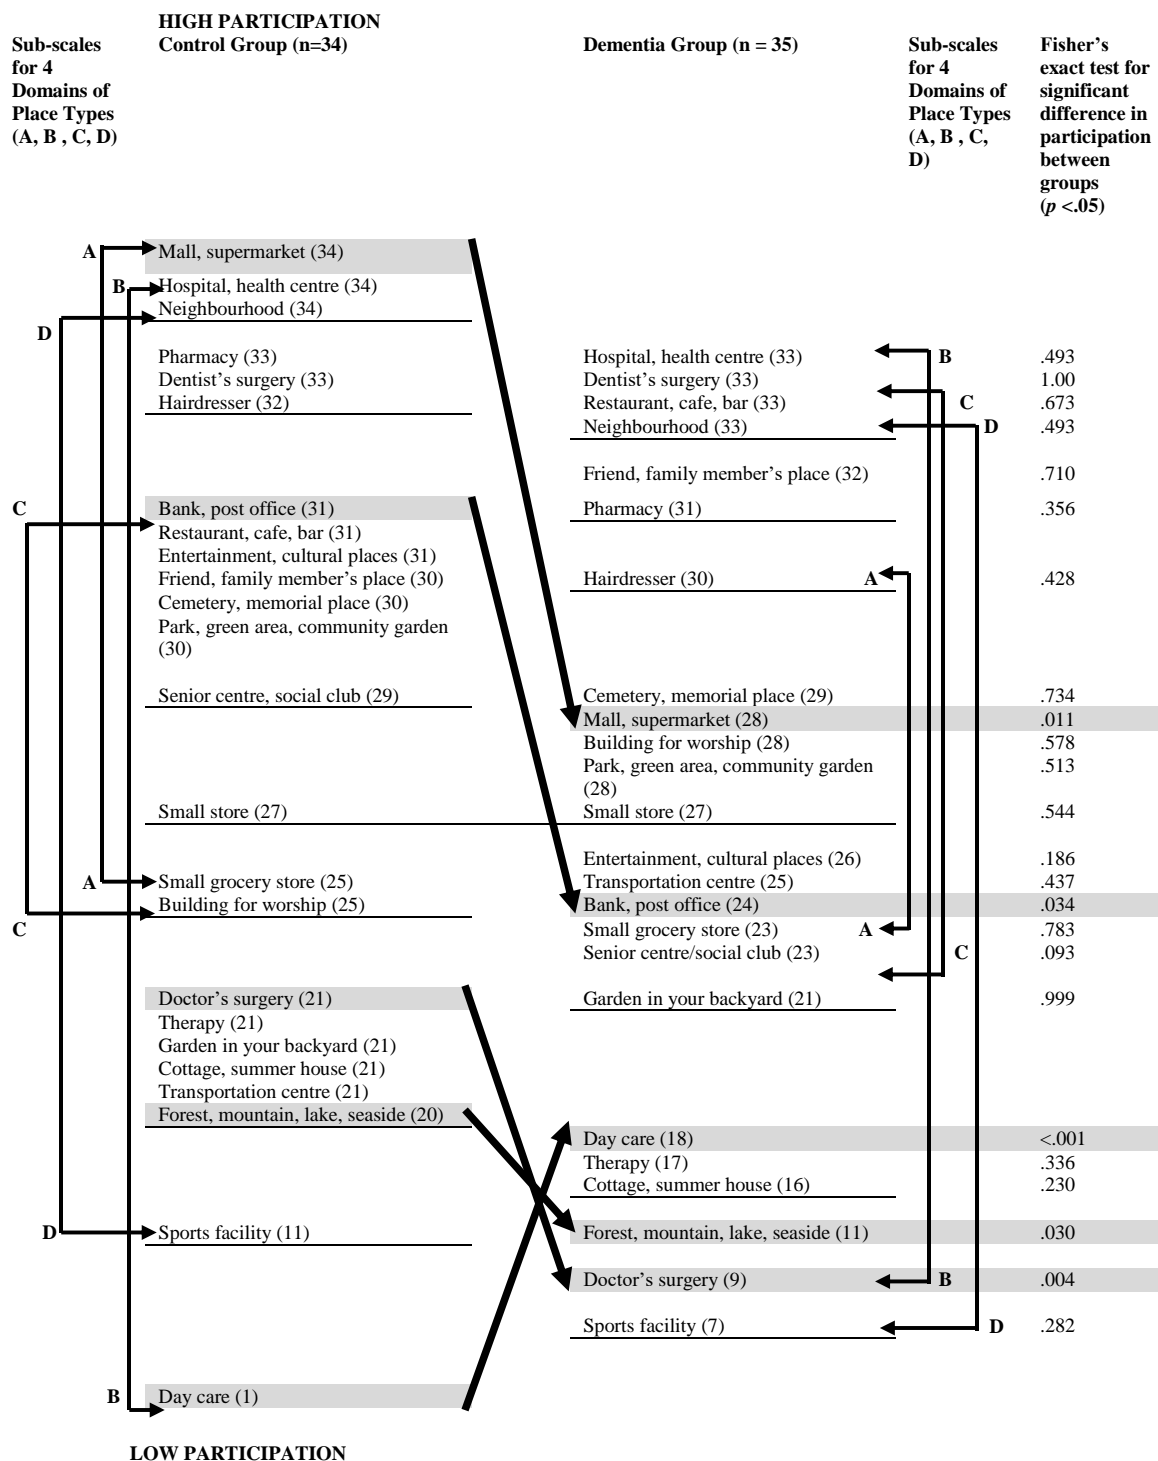 HIGH PARTICIPATION
Sub-scales for 4 Domains of Place Types (A, B , C, D)
Control Group (n=34)
Dementia Group (n = 35)
Sub-scales for 4 Domains of Place Types (A, B , C, D)
Fisher's exact test for significant difference in participation between groups (p <.05)
A Mall, supermarket (34)
B Hospital, health centre (34)
Neighbourhood (34)
D
Pharmacy (33) Hospital, health centre (33) B .493
Dentist's surgery (33) Dentist's surgery (33) 1.00
Hairdresser (32) Restaurant, cafe, bar (33) C .673
Neighbourhood (33) D .493
Friend, family member's place (32) .710
C Bank, post office (31) Pharmacy (31) .356
Restaurant, cafe, bar (31)
Entertainment, cultural places (31)
Friend, family member's place (30) Hairdresser (30) A .428
Cemetery, memorial place (30)
Park, green area, community garden
(30)
Senior centre, social club (29) Cemetery, memorial place (29) .734
Mall, supermarket (28) .011
Building for worship (28) .578
Park, green area, community garden .513
(28)
Small store (27) Small store (27) .544
Entertainment, cultural places (26) .186
A Small grocery store (25) Transportation centre (25) .437
Building for worship (25) Bank, post office (24) .034
C Small grocery store (23) A .783
Senior centre/social club (23) C .093
Doctor's surgery (21) Garden in your backyard (21) .999
Therapy (21)
Garden in your backyard (21)
Cottage, summer house (21)
Transportation centre (21)
Forest, mountain, lake, seaside (20)
Day care (18) <.001
Therapy (17) .336
Cottage, summer house (16) .230
D Sports facility (11) Forest, mountain, lake, seaside (11) .030
Doctor's surgery (9) B .004
Sports facility (7) D .282
B Day care (1)
LOW PARTICIPATION